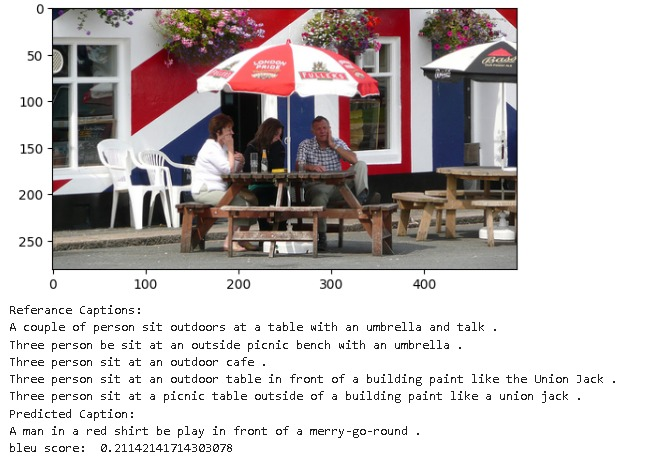 0
50
LONDON
PRIDE
FULLERS
Bass
100
150
200
250
0
100
200
300
400
Referance Captions:
A couple of person sit outdoors at a table with an umbrella and talk .
Three person be sit at an outside picnic bench with an umbrella .
Three person sit at an outdoor cafe .
Three person sit at an outdoor table in front of a building paint like the Union Jack .
Three person sit at a picnic table outside of a building paint like a union jack .
Predicted Caption:
A man in a red shirt be play in front of a merry-go-round .
bleu score:  0.21142141714303078